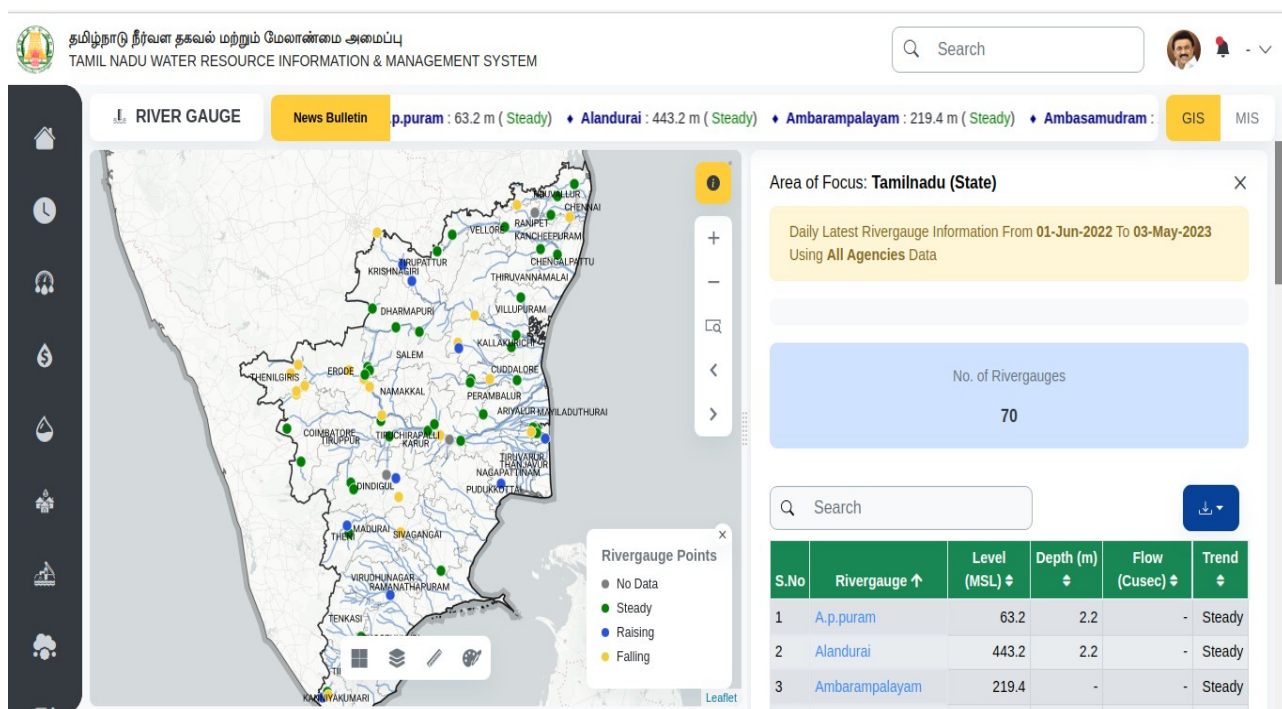 தமிழ்நாடு நீர்வள தகவல் மற்றும் மேலாண்மை அமைப்பு
TAMIL NADU WATER RESOURCE INFORMATION & MANAGEMENT SYSTEM
Search
-
RIVER GAUGE
News Bulletin
.p.puram : 63.2 m ( Steady) ♦ Alandurai : 443.2 m ( Steady) ♦ Ambarampalayam : 219.4 m ( Steady) ♦ Ambasamudram :
GIS MIS
CHENNAI
RANIPET
VELLORE
KANCHEEPURAM
CHENGALPATTU
TIRUPATTUR
KRISHNAGIRI
THIRUVANNAMALAI
DHARMAPURI
VILLUPURAM
KALLAKURICHI
SALEM
CUDDALORE
ERODE
THENILGIRIS
NAMAKKAL
PERAMBALUR
ARIYALUR
MAYILADUTHURAI
COIMBATORE
TIRUPPUR
TIRUCHIRAPALLI
KARUR
TIRUVARUR
THANJAVUR
NAGAPATTINAM
DINDIGUL
PUDUKKOTTAI
MADURAI
SIVAGANGAI
THENI
VIRUDHUNAGAR
RAMANATHAPURAM
TENKASI
KANNIYAKUMARI
+
−
Rivergauge Points
No Data
Steady
Raising
Falling
Leaflet
Area of Focus: Tamilnadu (State)
Daily Latest Rivergauge Information From 01-Jun-2022 To 03-May-2023
Using All Agencies Data
No. of Rivergauges
70
Search
S.No Rivergauge Level (MSL) Depth (m) Flow (Cusec) Trend
1 A.p.puram 63.2 2.2 - Steady
2 Alandurai 443.2 2.2 - Steady
3 Ambarampalayam 219.4 - - Steady